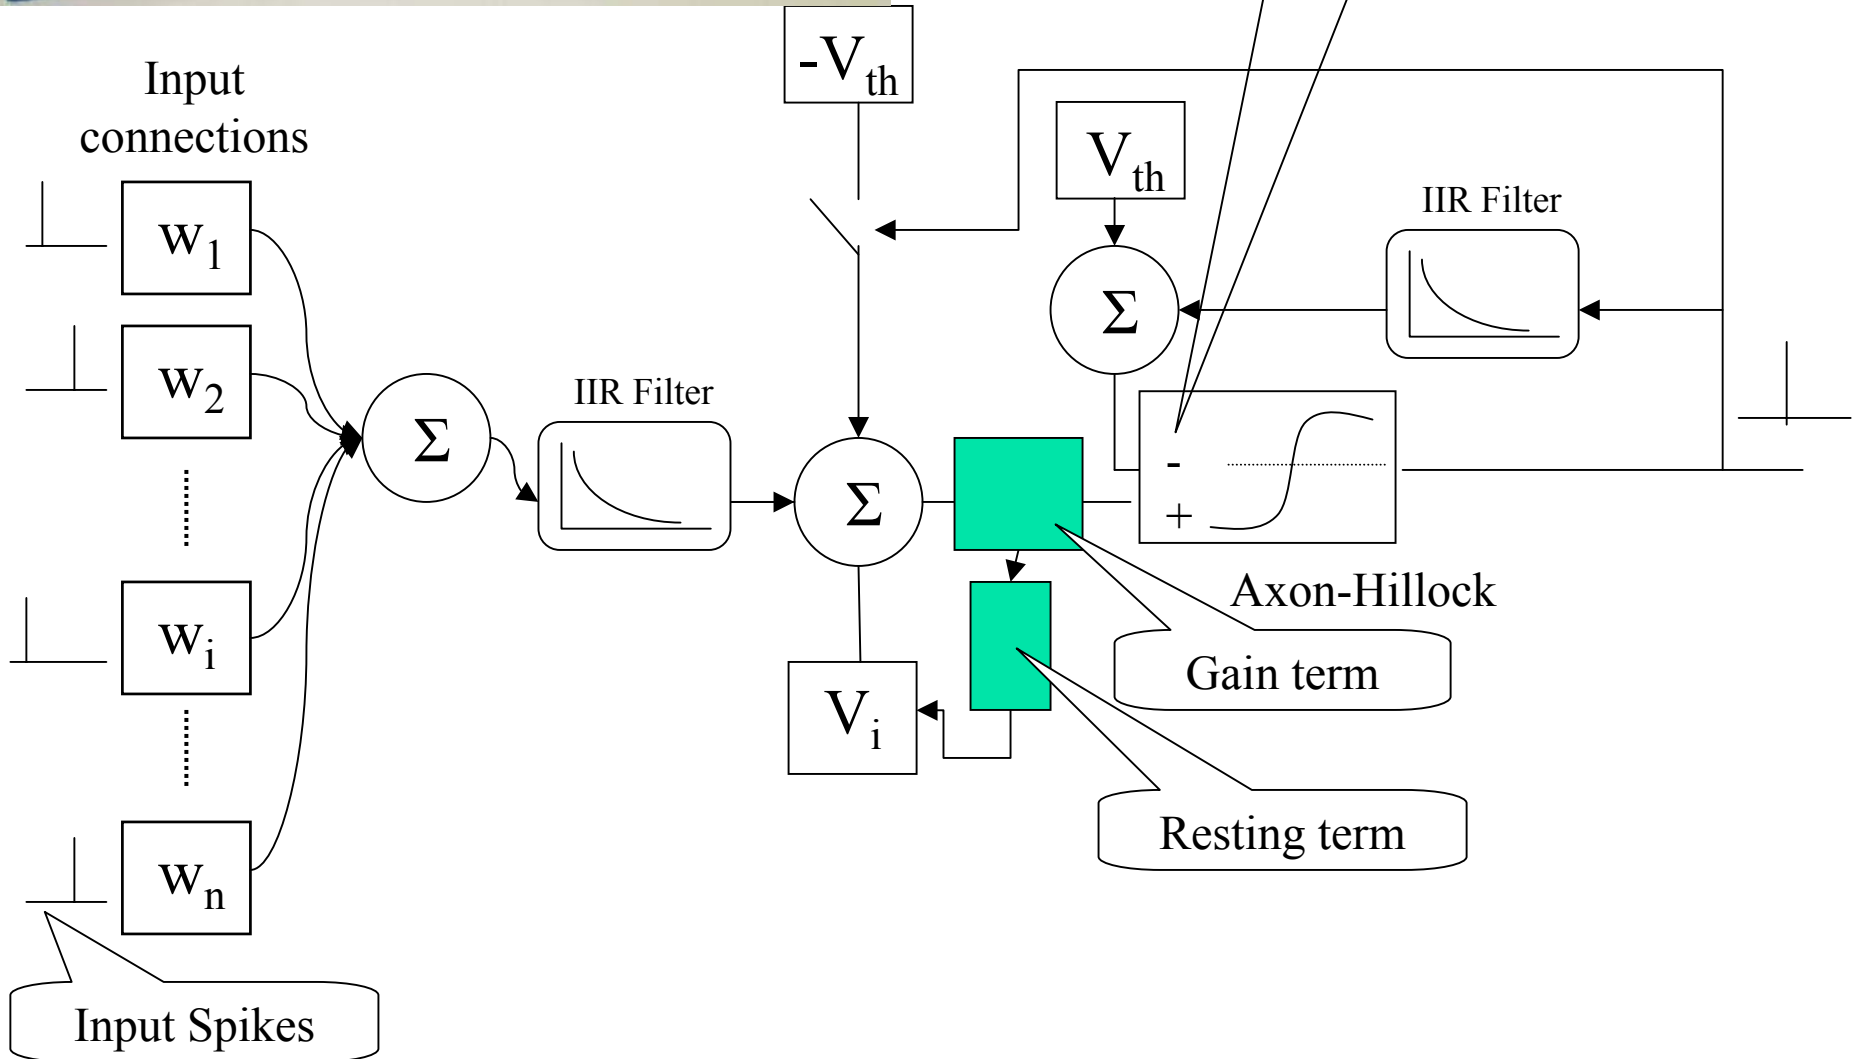 Input
connections
w1
w2
wi
wn
Input Spikes
Σ
IIR Filter
-Vth
Σ
Vi
Vth
Σ
IIR Filter
-
+
Axon-Hillock
Gain term
Resting term